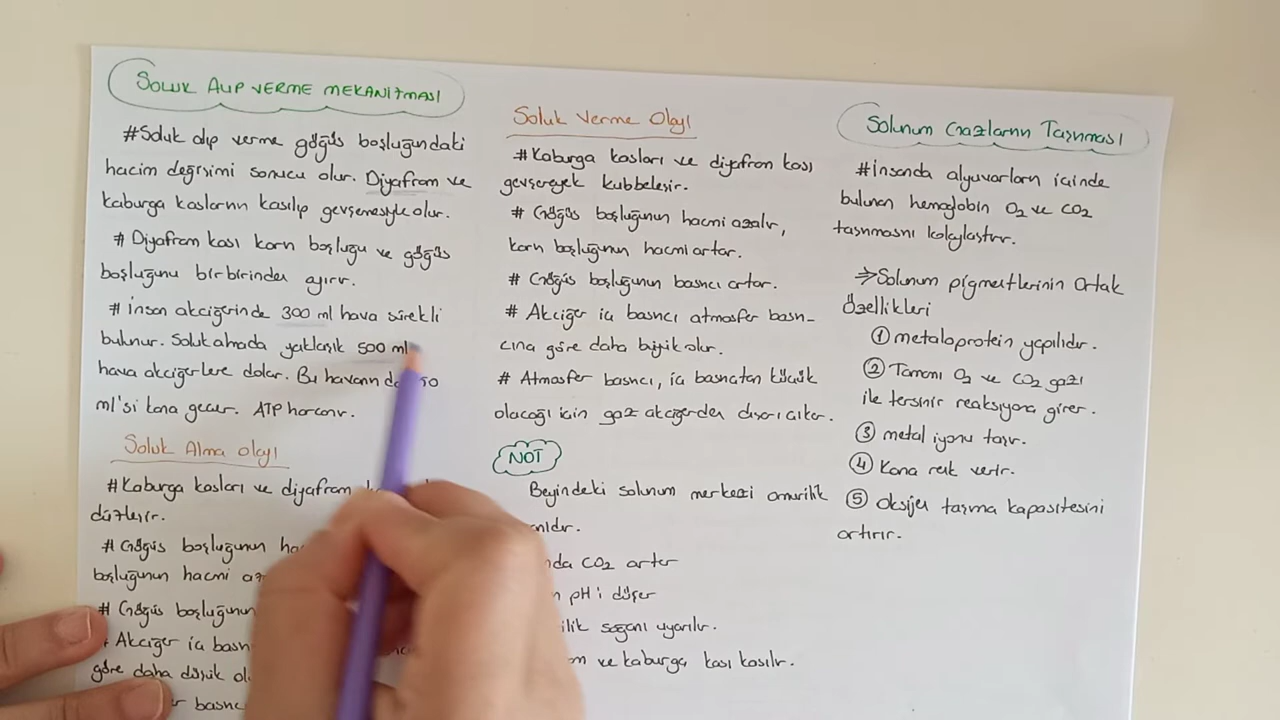 SOLUK ALIP VERME MEKANİZMASI
#Soluk alıp verme göğüs boşluğundaki
hacim değişimi sonucu olur. Diyafram ve
kaburga kaslarının kasılıp gevşemesiyle olur.
# Diyafram kası karın boşluğu ve göğüs
boşluğunu birbirinden ayırır.
# İnsan akciğerinde 300 ml hava sürekli
bulunur. Soluk almada yaklaşık 500 ml
hava akciğerlere dolar. Bu havanın da
ml'si kana geçer. ATP harcanır.
Soluk Alma Olayı
#Kaburga kasları ve diyafram
düzleşir.
# Göğüs boşluğunun
boşluğunun hacmi
# Göğüs boşluğunun
# Akciğer iç
göre daha düşük
Soluk Verme Olayı
#Kaburga kasları ve diyafram kası
gevşeyerek kubbeleşir.
# Göğüs boşluğunun hacmi azalır,
karın boşluğunun hacmi artar.
# Göğüs boşluğunun basıncı artar.
# Akciğer iç basıncı atmosfer basın-
cına göre daha büyük olur.
# Atmosfer basıncı, iç basınçtan küçük
olacağı için gaz akciğerden dışarı çıkar.
NOT
Beyindeki solunum merkezi omurilik
CO2 artar
pH'i düşer
soğanı uyarılır.
ve kaburga kası kasılır.
Solunum Gazlarının Taşınması
#İnsanda alyuvarların içinde
bulunan hemoglobin O2 ve CO2
taşınmasını kolaylaştırır.
⇒Solunum pigmentlerinin Ortak
Özellikleri
① metaloprotein yapılıdır.
② Tamamı O2 ve CO2 gazı
ile tersinir reaksiyona girer.
③ metal iyonu taşır.
④ Kana renk verir.
⑤ Oksijen taşıma kapasitesini
artırır.